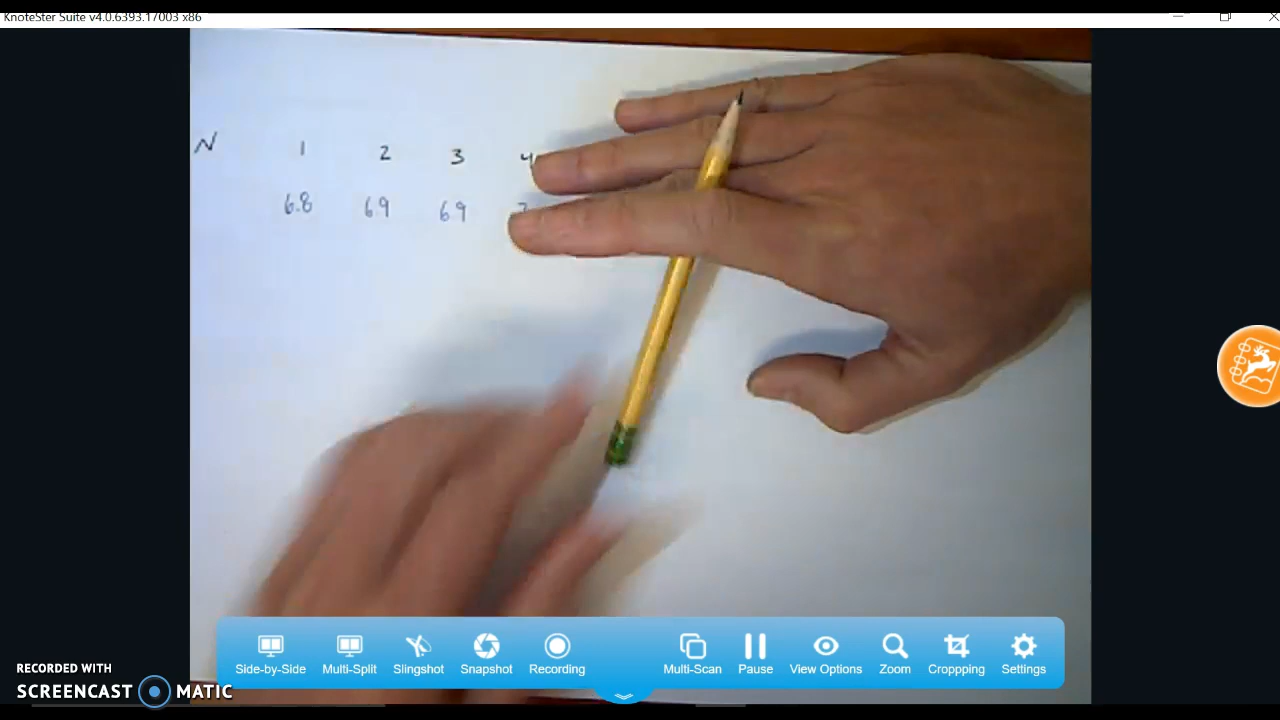 KnoteSter Suite v4.0.6393.17003 x86
N 1 2 3 4
6.8 6.9 6.9
Side-by-Side Multi-Split Slingshot Snapshot Recording Multi-Scan Pause View Options Zoom Croppping Settings
RECORDED WITH
SCREENCAST MATIC